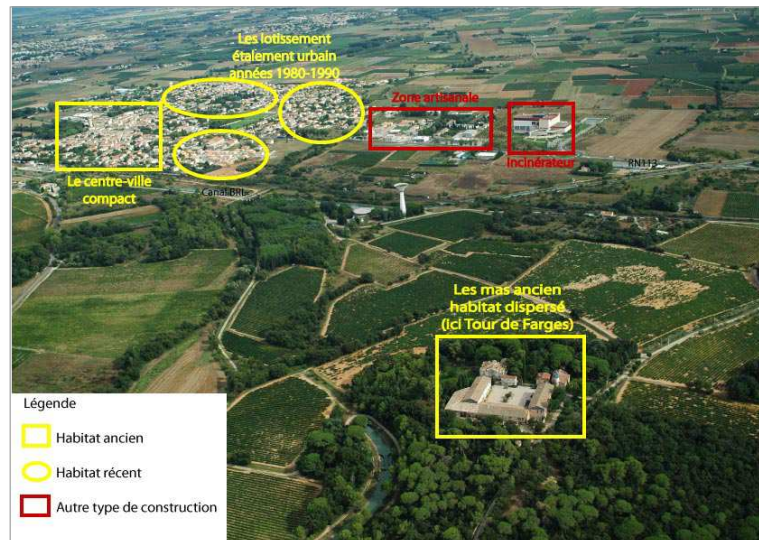 Les lotissement
étalement urbain
années 1980-1990
Zone artisanale
Le centre-ville
compact
Canal BRL
incinérateur
RN113
Les mas ancien
habitat dispersé
(Ici Tour de Farges)
Légende
Habitat ancien
Habitat récent
Autre type de construction